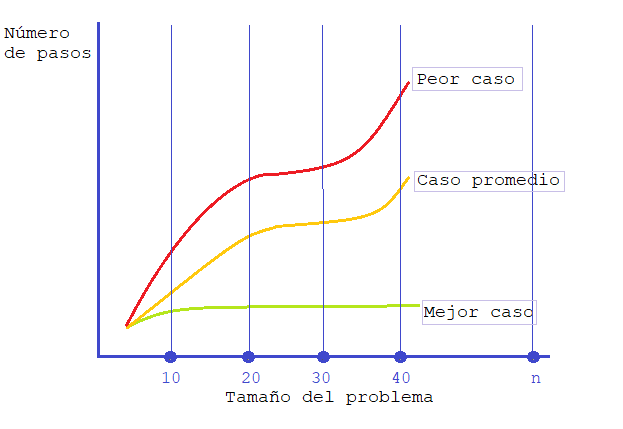 Número
de pasos
Peor caso
Caso promedio
Mejor caso
10 20 30 40 n
Tamaño del problema